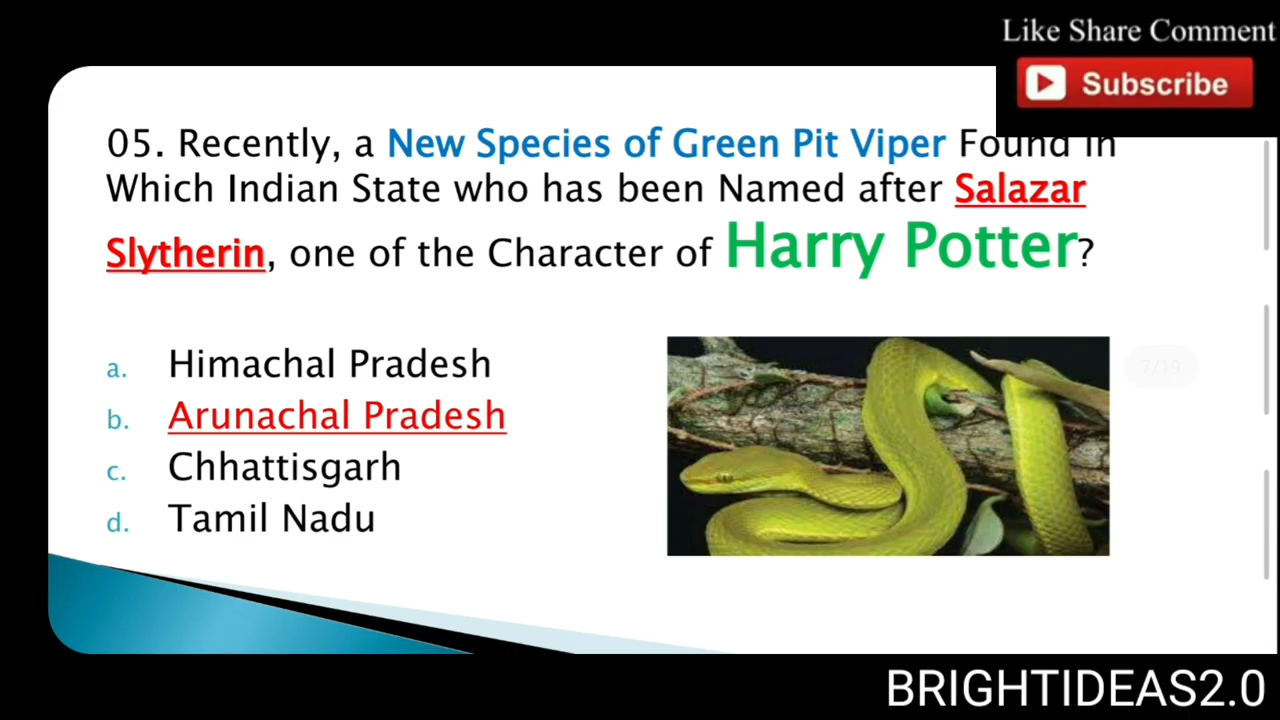 Like Share Comment
Subscribe
05. Recently, a New Species of Green Pit Viper Found in
Which Indian State who has been Named after Salazar
Slytherin, one of the Character of Harry Potter?
a. Himachal Pradesh
b. Arunachal Pradesh
c. Chhattisgarh
d. Tamil Nadu
7/19
BRIGHTIDEAS2.0